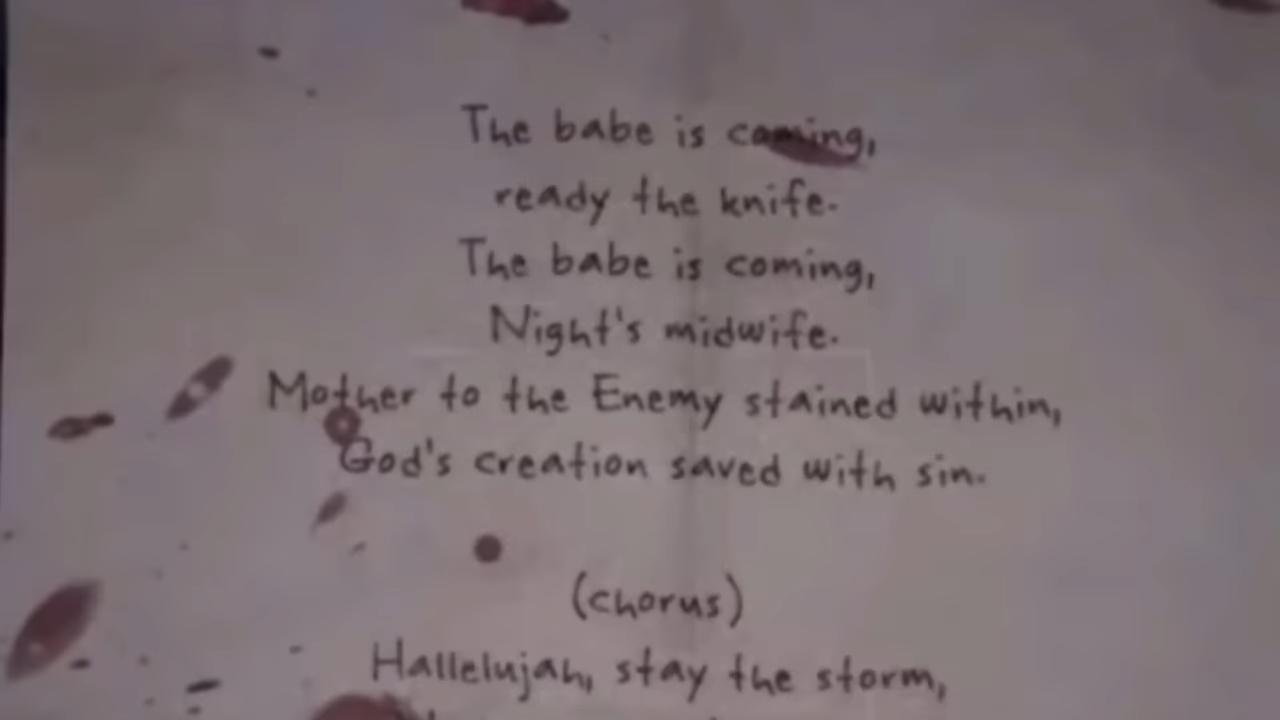 The babe is coming,
ready the knife.
The babe is coming,
Night's midwife.
Mother to the Enemy stained within,
God's creation saved with sin.
(chorus)
Hallelujah, stay the storm,